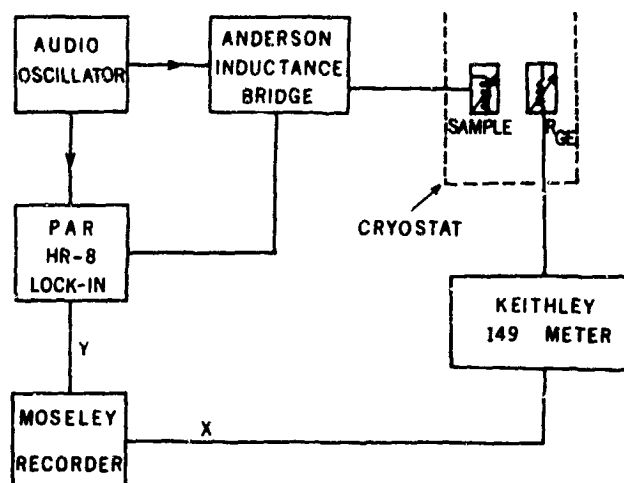 AUDIO
OSCILLATOR
ANDERSON
INDUCTANCE
BRIDGE
SAMPLE
RGE
CRYOSTAT
PAR
HR-8
LOCK-IN
KEITHLEY
149 METER
Y
MOSELEY
RECORDER
X